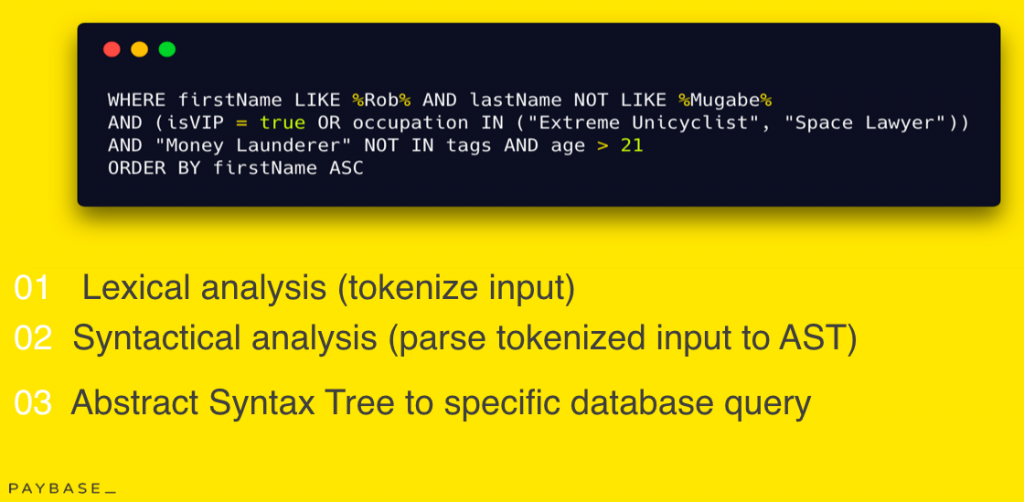 WHERE firstName LIKE %Rob% AND lastName NOT LIKE %Mugabe%
AND (isVIP = true OR occupation IN ("Extreme Unicyclist", "Space Lawyer"))
AND "Money Launderer" NOT IN tags AND age > 21
ORDER BY firstName ASC
01 Lexical analysis (tokenize input)
02 Syntactical analysis (parse tokenized input to AST)
03 Abstract Syntax Tree to specific database query
PAYBASE_